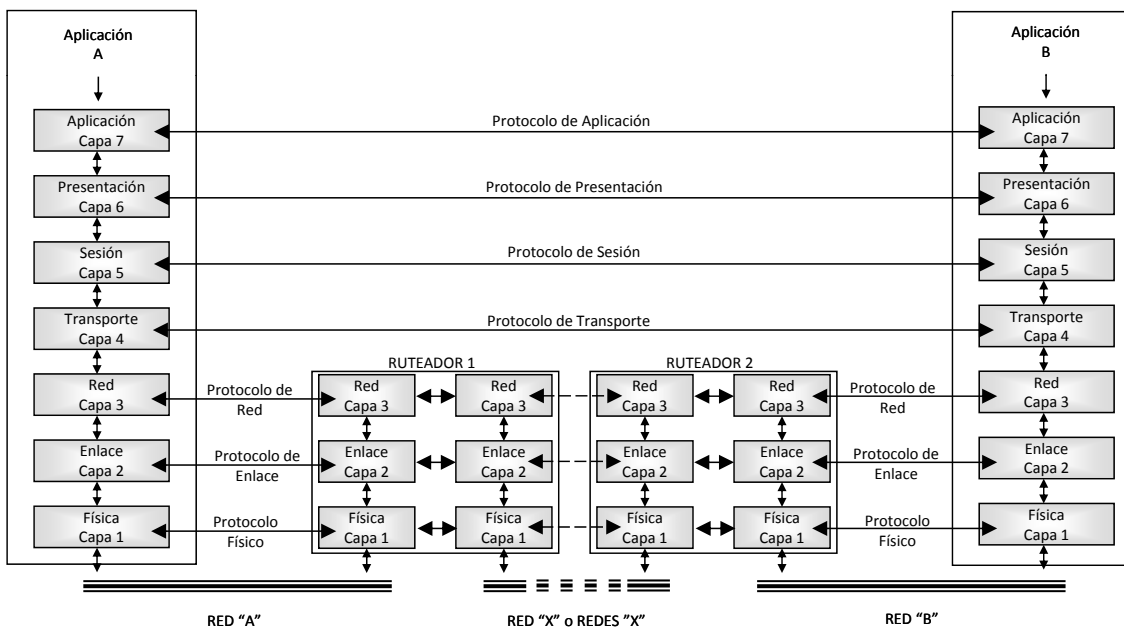 Aplicación
A
Aplicación
B
Aplicación
Capa 7
Protocolo de Aplicación
Aplicación
Capa 7
Presentación
Capa 6
Protocolo de Presentación
Presentación
Capa 6
Sesión
Capa 5
Protocolo de Sesión
Sesión
Capa 5
Transporte
Capa 4
Protocolo de Transporte
Transporte
Capa 4
RUTEADOR 1
RUTEADOR 2
Red
Capa 3
Protocolo de
Red
Red
Capa 3
Red
Capa 3
Red
Capa 3
Red
Capa 3
Protocolo de
Red
Red
Capa 3
Enlace
Capa 2
Protocolo de
Enlace
Enlace
Capa 2
Enlace
Capa 2
Enlace
Capa 2
Enlace
Capa 2
Protocolo de
Enlace
Enlace
Capa 2
Física
Capa 1
Protocolo
Físico
Física
Capa 1
Física
Capa 1
Física
Capa 1
Física
Capa 1
Protocolo
Físico
Física
Capa 1
RED “A”
RED “X” o REDES ”X”
RED “B”